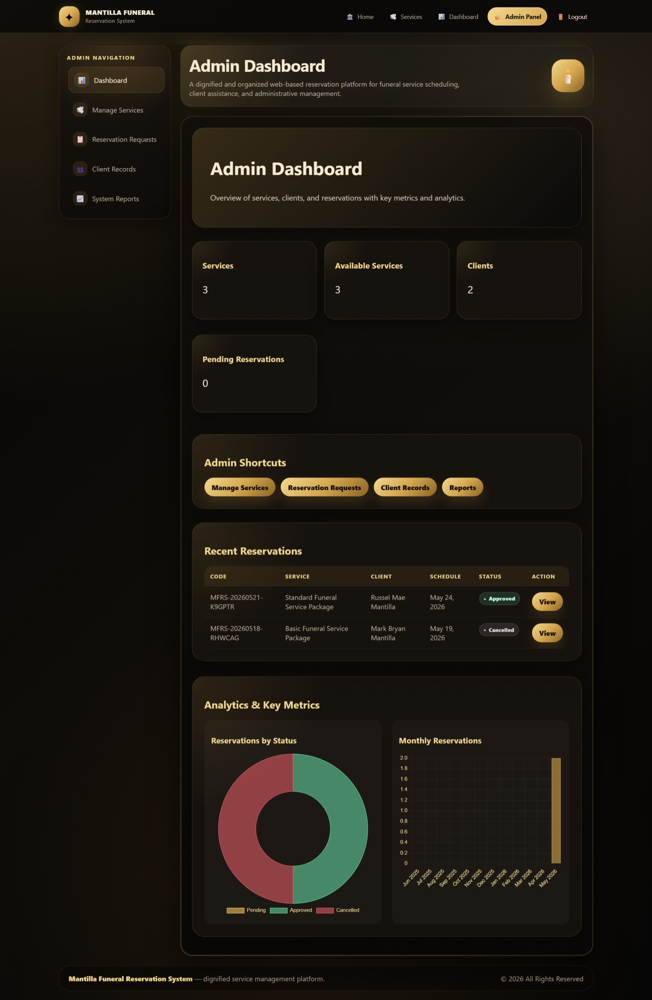 MANTILLA FUNERAL
Reservation System
Home
Services
Dashboard
Admin Panel
Logout
ADMIN NAVIGATION
Dashboard
Manage Services
Reservation Requests
Client Records
System Reports
Admin Dashboard
A dignified and organized web-based reservation platform for funeral service scheduling,
client assistance, and administrative management.
Admin Dashboard
Overview of services, clients, and reservations with key metrics and analytics.
Services
3
Available Services
3
Clients
2
Pending Reservations
0
Admin Shortcuts
Manage Services
Reservation Requests
Client Records
Reports
Recent Reservations
CODE SERVICE CLIENT SCHEDULE STATUS ACTION
MFRS-20260521- Standard Funeral Russel Mae May 24, • Approved View
K9GPTR Service Package Mantilla 2026
MFRS-20260518- Basic Funeral Service Mark Bryan May 19, • Cancelled View
RHWCAG Package Mantilla 2026
Analytics & Key Metrics
Reservations by Status
Pending Approved Cancelled
Monthly Reservations
2.0
1.8
1.6
1.4
1.2
1.0
0.8
0.6
0.4
0.2
0
Jun 2025
Jul 2025
Aug 2025
Sep 2025
Oct 2025
Nov 2025
Dec 2025
Jan 2026
Feb 2026
Mar 2026
Apr 2026
May 2026
Mantilla Funeral Reservation System — dignified service management platform.
© 2026 All Rights Reserved